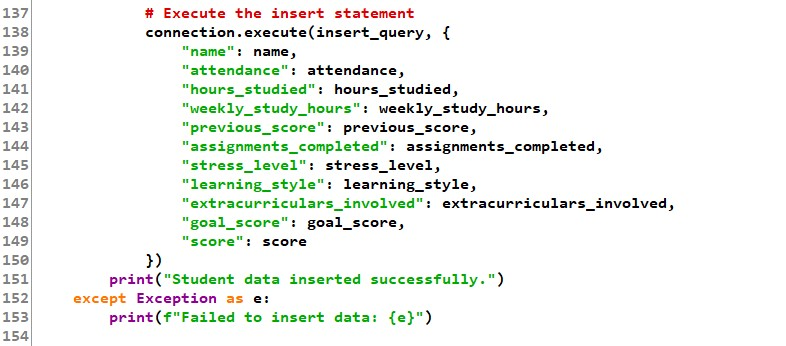 137            # Execute the insert statement
138            connection.execute(insert_query, {
139                "name": name,
140                "attendance": attendance,
141                "hours_studied": hours_studied,
142                "weekly_study_hours": weekly_study_hours,
143                "previous_score": previous_score,
144                "assignments_completed": assignments_completed,
145                "stress_level": stress_level,
146                "learning_style": learning_style,
147                "extracurriculars_involved": extracurriculars_involved,
148                "goal_score": goal_score,
149                "score": score
150            })
151        print("Student data inserted successfully.")
152    except Exception as e:
153        print(f"Failed to insert data: {e}")
154